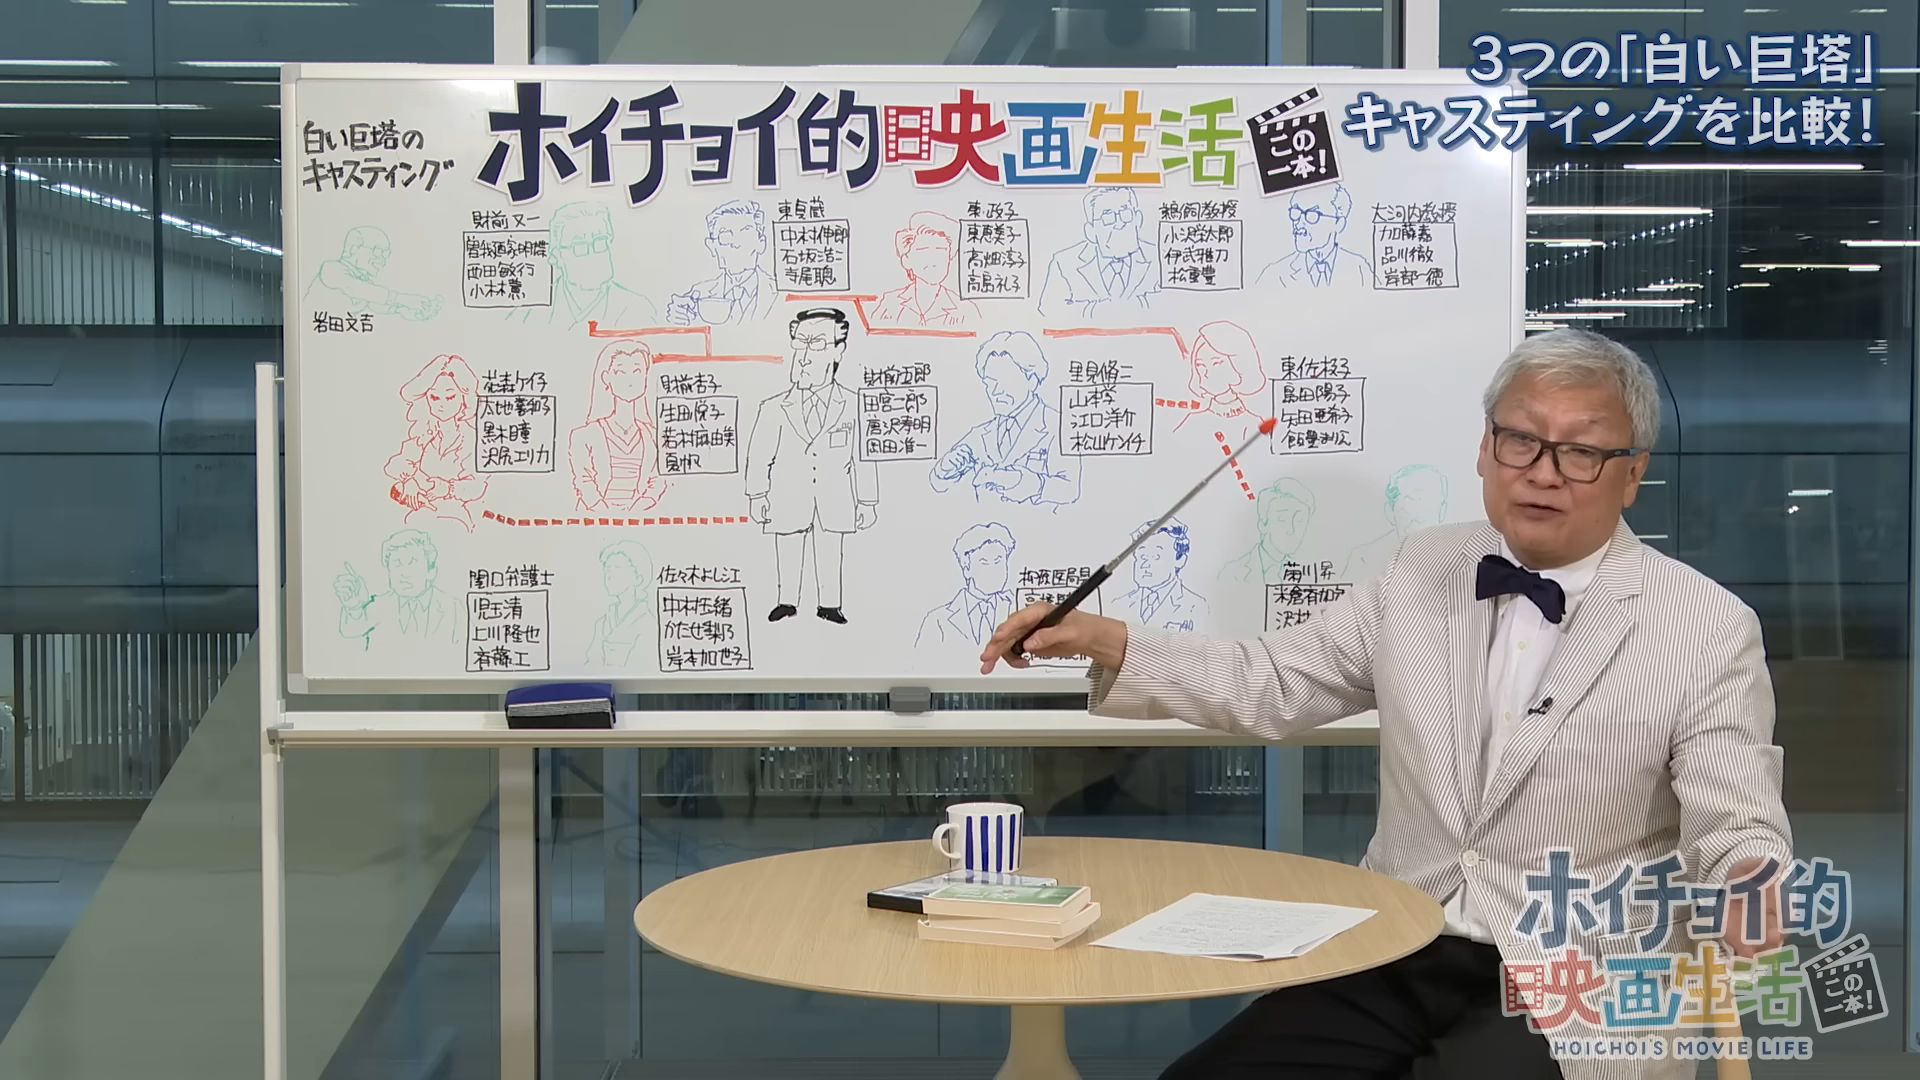 3つの「白い巨塔」
キャスティングを比較!
白い巨塔の
キャスティング
ホイチョイ的映画生活
この
一本!
財前又一
曽我廼家明蝶
西田敏行
小林薫
東貞蔵
中村伸郎
石坂浩二
寺尾聰
東政子
東恵美子
高畑淳子
高島礼子
鵜飼教授
小沢栄太郎
伊武雅刀
松重豊
大河内教授
加藤嘉
品川徹
岸部一徳
岩田文吉
花森ケイ子
太地喜和子
黒木瞳
沢尻エリカ
財前杏子
生田悦子
若村麻由美
夏帆
財前五郎
田宮二郎
唐沢寿明
岡田准一
里見脩二
山本学
江口洋介
松山ケンイチ
東佐枝子
島田陽子
矢田亜希子
飯豊まりえ
関口弁護士
児玉清
上川隆也
斉藤工
佐々木よし江
中村玉緒
かたせ梨乃
岸本加世子
菊川昇
米倉
ホイチョイ的
映画生活
この
一本!
HOICHOI'S MOVIE LIFE